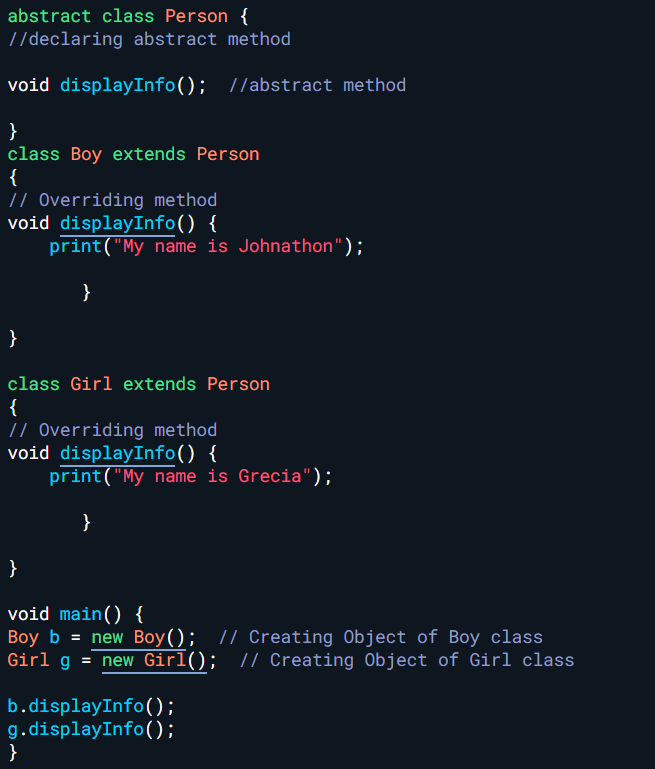 abstract class Person {
//declaring abstract method
void displayInfo();  //abstract method
}
class Boy extends Person
{
// Overriding method
void displayInfo() {
    print("My name is Johnathon");
       }
}
class Girl extends Person
{
// Overriding method
void displayInfo() {
    print("My name is Grecia");
       }
}
void main() {
Boy b = new Boy();  // Creating Object of Boy class
Girl g = new Girl();  // Creating Object of Girl class
b.displayInfo();
g.displayInfo();
}